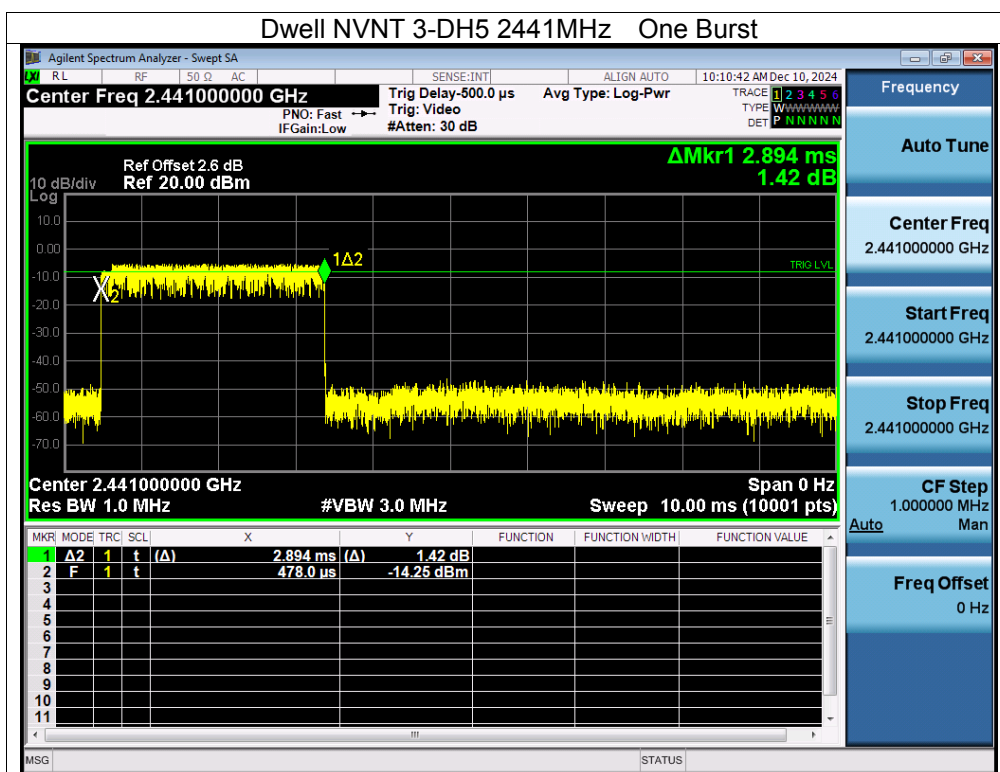 Dwell NVNT 3-DH5 2441MHz One Burst
Agilent Spectrum Analyzer - Swept SA
RL RF 50 Ω AC SENSE:INT ALIGN AUTO 10:10:42 AM Dec 10, 2024
Center Freq 2.441000000 GHz Trig Delay-500.0 µs Avg Type: Log-Pwr TRACE 1 2 3 4 5 6
PNO: Fast Trig: Video TYPE WWWWWW
IFGain:Low #Atten: 30 dB DET P N N N N N
Frequency
Auto Tune
Center Freq
2.441000000 GHz
Start Freq
2.441000000 GHz
Stop Freq
2.441000000 GHz
CF Step
1.000000 MHz
Auto Man
Freq Offset
0 Hz
ΔMkr1 2.894 ms
1.42 dB
Ref Offset 2.6 dB
10 dB/div Ref 20.00 dBm
Log
10.0
0.00
-10.0
-20.0
-30.0
-40.0
-50.0
-60.0
-70.0
1Δ2
TRIG LVL
X2
Center 2.441000000 GHz Span 0 Hz
Res BW 1.0 MHz #VBW 3.0 MHz Sweep 10.00 ms (10001 pts)
MKR MODE TRC SCL X Y FUNCTION FUNCTION WIDTH FUNCTION VALUE
1 Δ2 1 t (Δ) 2.894 ms (Δ) 1.42 dB
2 F 1 t 478.0 µs -14.25 dBm
3
4
5
6
7
8
9
10
11
MSG STATUS